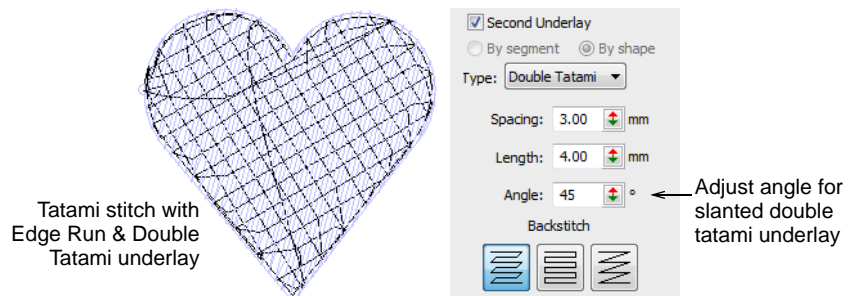 Tatami stitch with
Edge Run & Double
Tatami underlay
Second Underlay
By segment By shape
Type: Double Tatami
Spacing: 3.00 mm
Length: 4.00 mm
Angle: 45 °
Backstitch
Adjust angle for
slanted double
tatami underlay